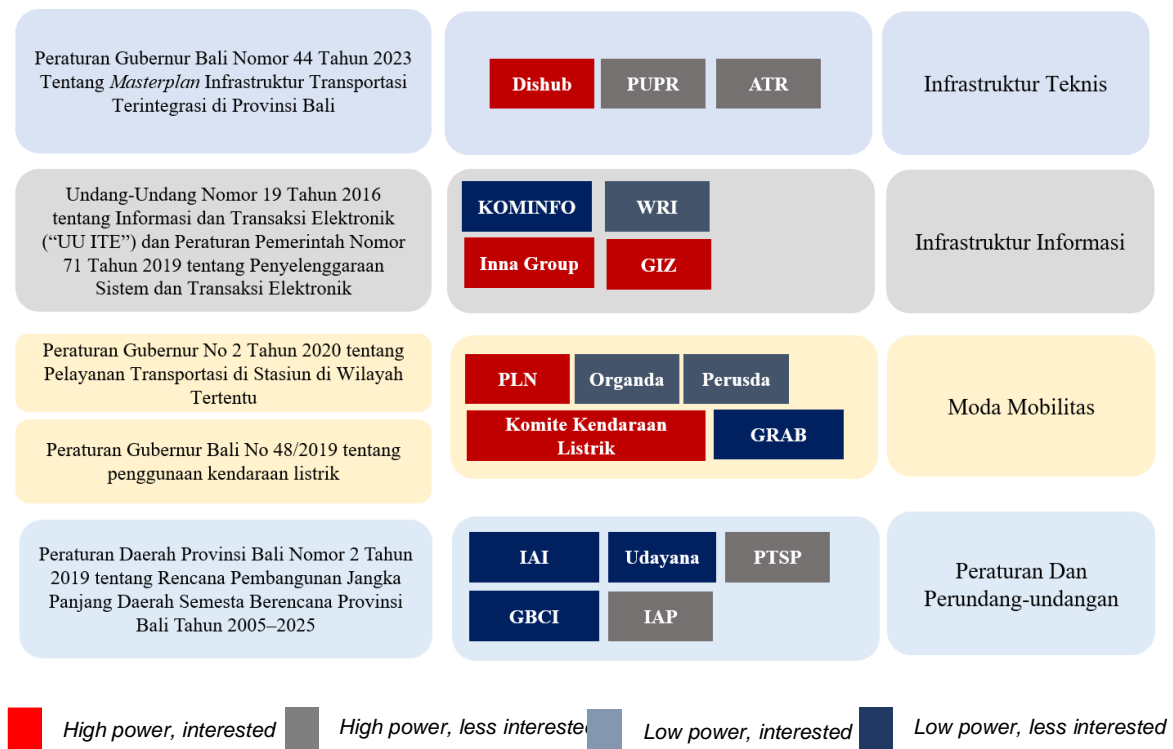 Peraturan Gubernur Bali Nomor 44 Tahun 2023
Tentang Masterplan Infrastruktur Transportasi
Terintegrasi di Provinsi Bali
Dishub
PUPR
ATR
Infrastruktur Teknis
Undang-Undang Nomor 19 Tahun 2016
tentang Informasi dan Transaksi Elektronik
(“UU ITE”) dan Peraturan Pemerintah Nomor
71 Tahun 2019 tentang Penyelenggaraan
Sistem dan Transaksi Elektronik
KOMINFO
WRI
Inna Group
GIZ
Infrastruktur Informasi
Peraturan Gubernur No 2 Tahun 2020 tentang
Pelayanan Transportasi di Stasiun di Wilayah
Tertentu
Peraturan Gubernur Bali No 48/2019 tentang
penggunaan kendaraan listrik
PLN
Organda
Perusda
Komite Kendaraan
Listrik
GRAB
Moda Mobilitas
Peraturan Daerah Provinsi Bali Nomor 2 Tahun
2019 tentang Rencana Pembangunan Jangka
Panjang Daerah Semesta Berencana Provinsi
Bali Tahun 2005–2025
IAI
Udayana
PTSP
GBCI
IAP
Peraturan Dan
Perundang-undangan
High power, interested
High power, less interested
Low power, interested
Low power, less interested